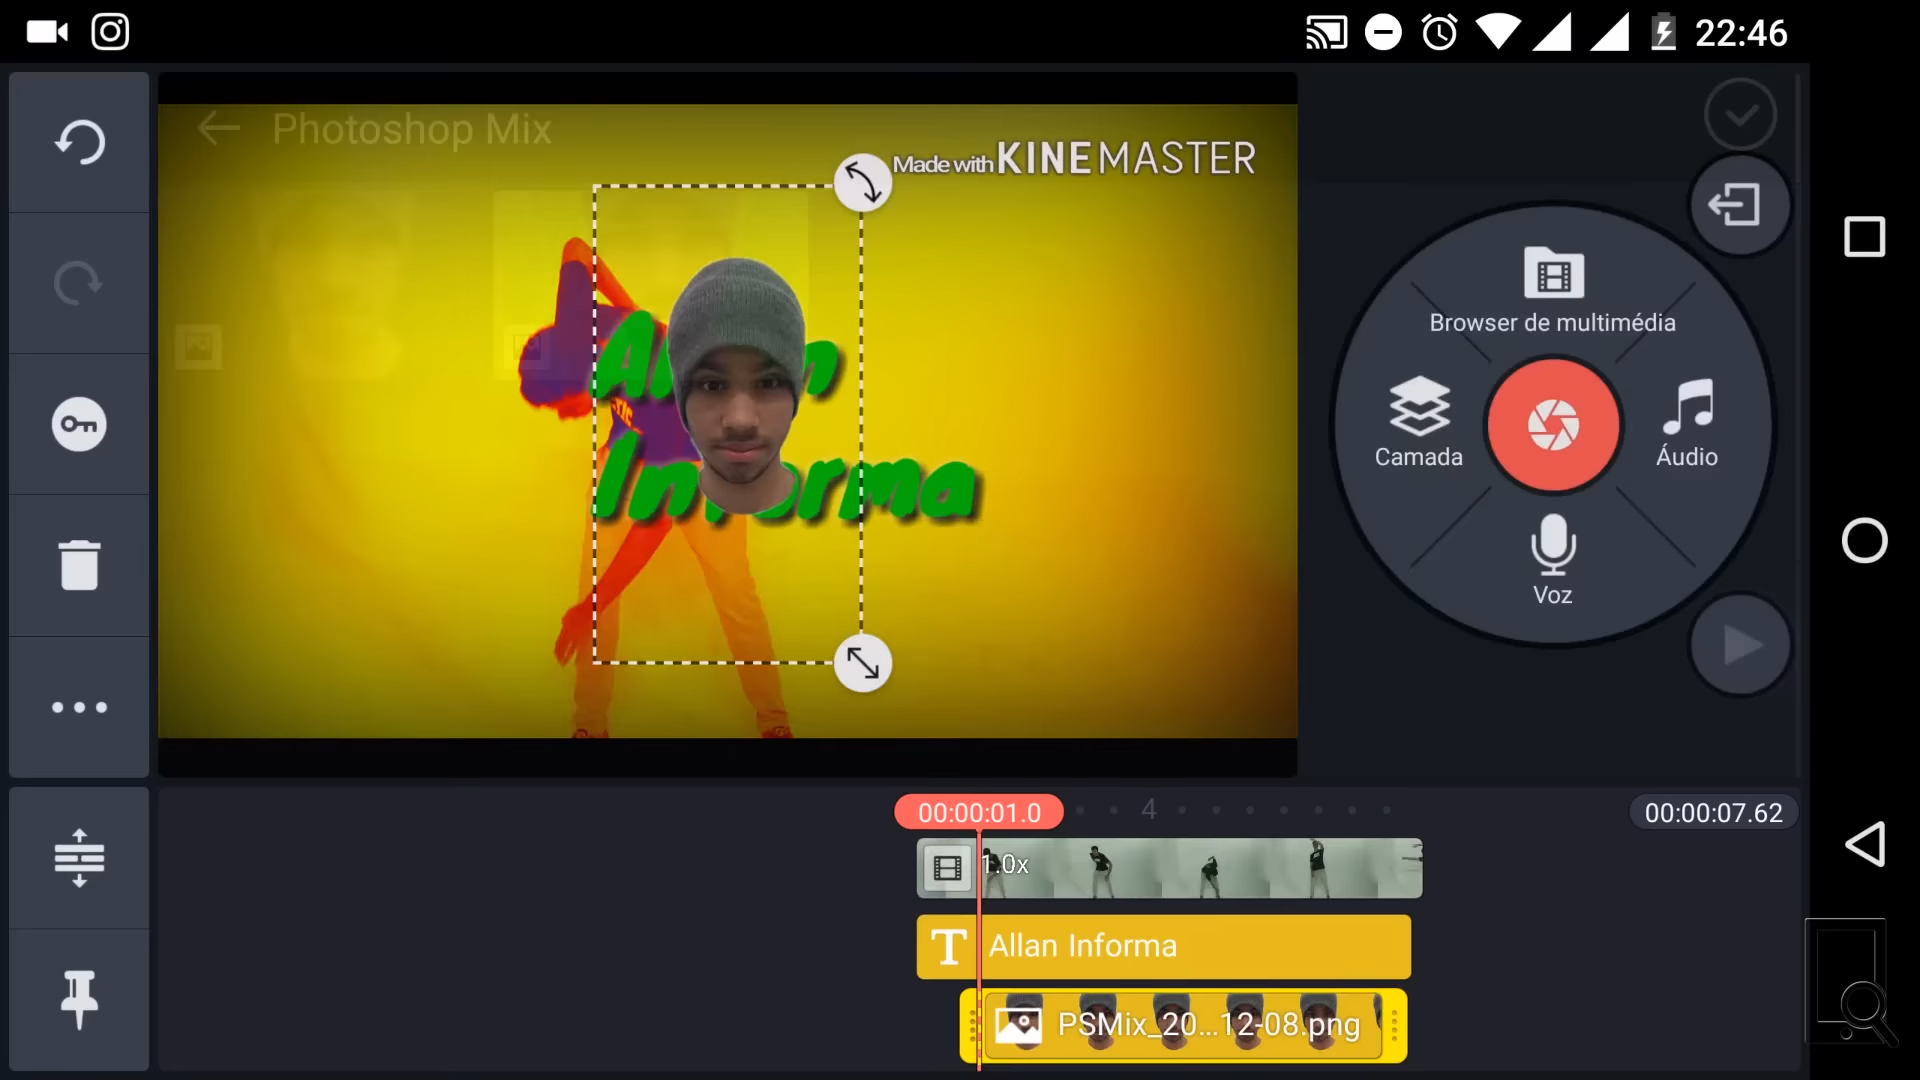 22:46
Photoshop Mix
Made with KINEMASTER
Allan
Informa
Browser de multimédia
Camada
Áudio
Voz
00:00:01.0
4
00:00:07.62
1.0x
T Allan Informa
PSMix_20...12-08.png